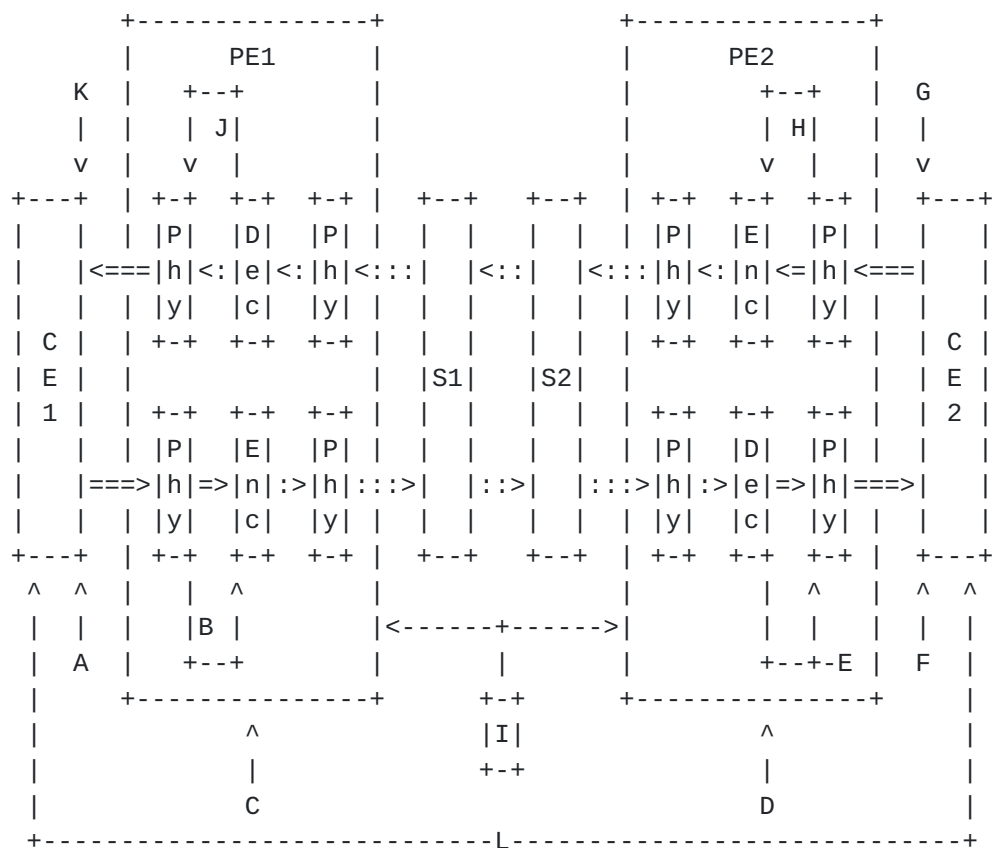 +---------------+               +---------------+
       |      PE1      |               |      PE2      |
    K  |   +--+        |               |        +--+   |  G
    |  |   | J|        |               |        | H|   |  |
    v  |   v  |        |               |        v  |   |  v
+---+  | +-+  +-+  +-+ |  +--+   +--+  | +-+  +-+  +-+ |  +---+
|   |  | |P|  |D|  |P| |  |  |   |  |  | |P|  |E|  |P| |  |   |
|   |<===|h|<:|e|<:|h|<:::|  |<::|  |<:::|h|<:|n|<=|h|<===|   |
|   |  | |y|  |c|  |y| |  |  |   |  |  | |y|  |c|  |y| |  |   |
| C |  | +-+  +-+  +-+ |  |  |   |  |  | +-+  +-+  +-+ |  | C |
| E |  |               |  |S1|   |S2|  |               |  | E |
| 1 |  | +-+  +-+  +-+ |  |  |   |  |  | +-+  +-+  +-+ |  | 2 |
|   |  | |P|  |E|  |P| |  |  |   |  |  | |P|  |D|  |P| |  |   |
|   |===>|h|=>|n|:>|h|:::>|  |::>|  |:::>|h|:>|e|=>|h|===>|   |
|   |  | |y|  |c|  |y| |  |  |   |  |  | |y|  |c|  |y| |  |   |
+---+  | +-+  +-+  +-+ |  +--+   +--+  | +-+  +-+  +-+ |  +---+
 ^  ^  |   |  ^        |               |        |  ^   |  ^  ^
 |  |  |   |B |        |<------+------>|        |  |   |  |  |
 |  A  |   +--+        |       |       |        +--+-E |  F  |
 |     +---------------+      +-+      +---------------+     |
 |             ^              |I|               ^            |
 |             |              +-+               |            |
 |             C                                D            |
 +-----------------------------L-----------------------------+